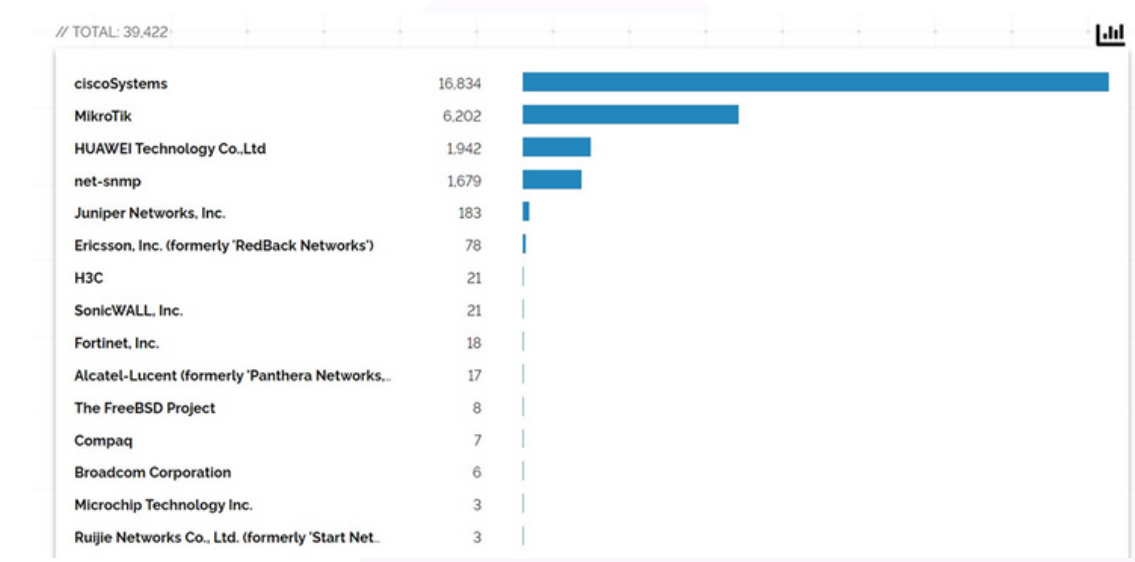 // TOTAL: 39,422
ciscoSystems 16,834
MikroTik 6,202
HUAWEI Technology Co.,Ltd 1,942
net-snmp 1,679
Juniper Networks, Inc. 183
Ericsson, Inc. (formerly 'RedBack Networks') 78
H3C 21
SonicWALL, Inc. 21
Fortinet, Inc. 18
Alcatel-Lucent (formerly 'Panthera Networks,... 17
The FreeBSD Project 8
Compaq 7
Broadcom Corporation 6
Microchip Technology Inc. 3
Ruijie Networks Co., Ltd. (formerly 'Start Net... 3